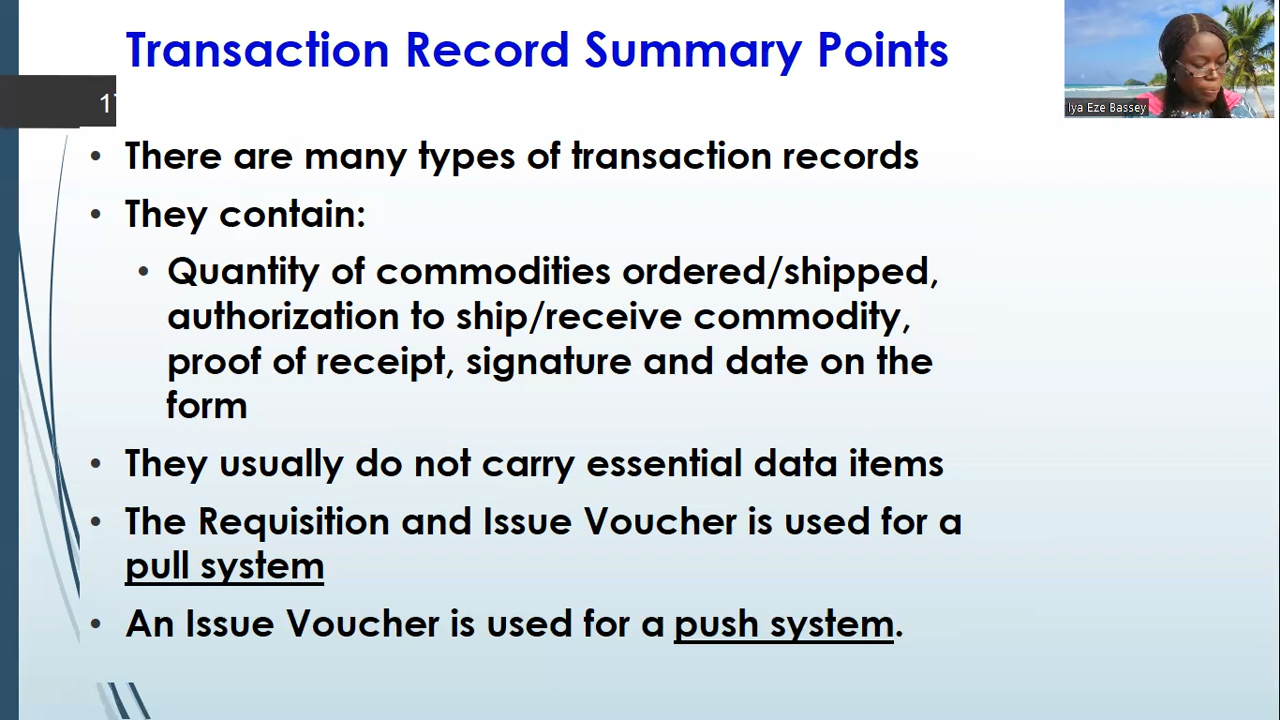 Transaction Record Summary Points
• There are many types of transaction records
• They contain:
• Quantity of commodities ordered/shipped,
authorization to ship/receive commodity,
proof of receipt, signature and date on the
form
• They usually do not carry essential data items
• The Requisition and Issue Voucher is used for a
pull system
• An Issue Voucher is used for a push system.
Iya Eze Bassey